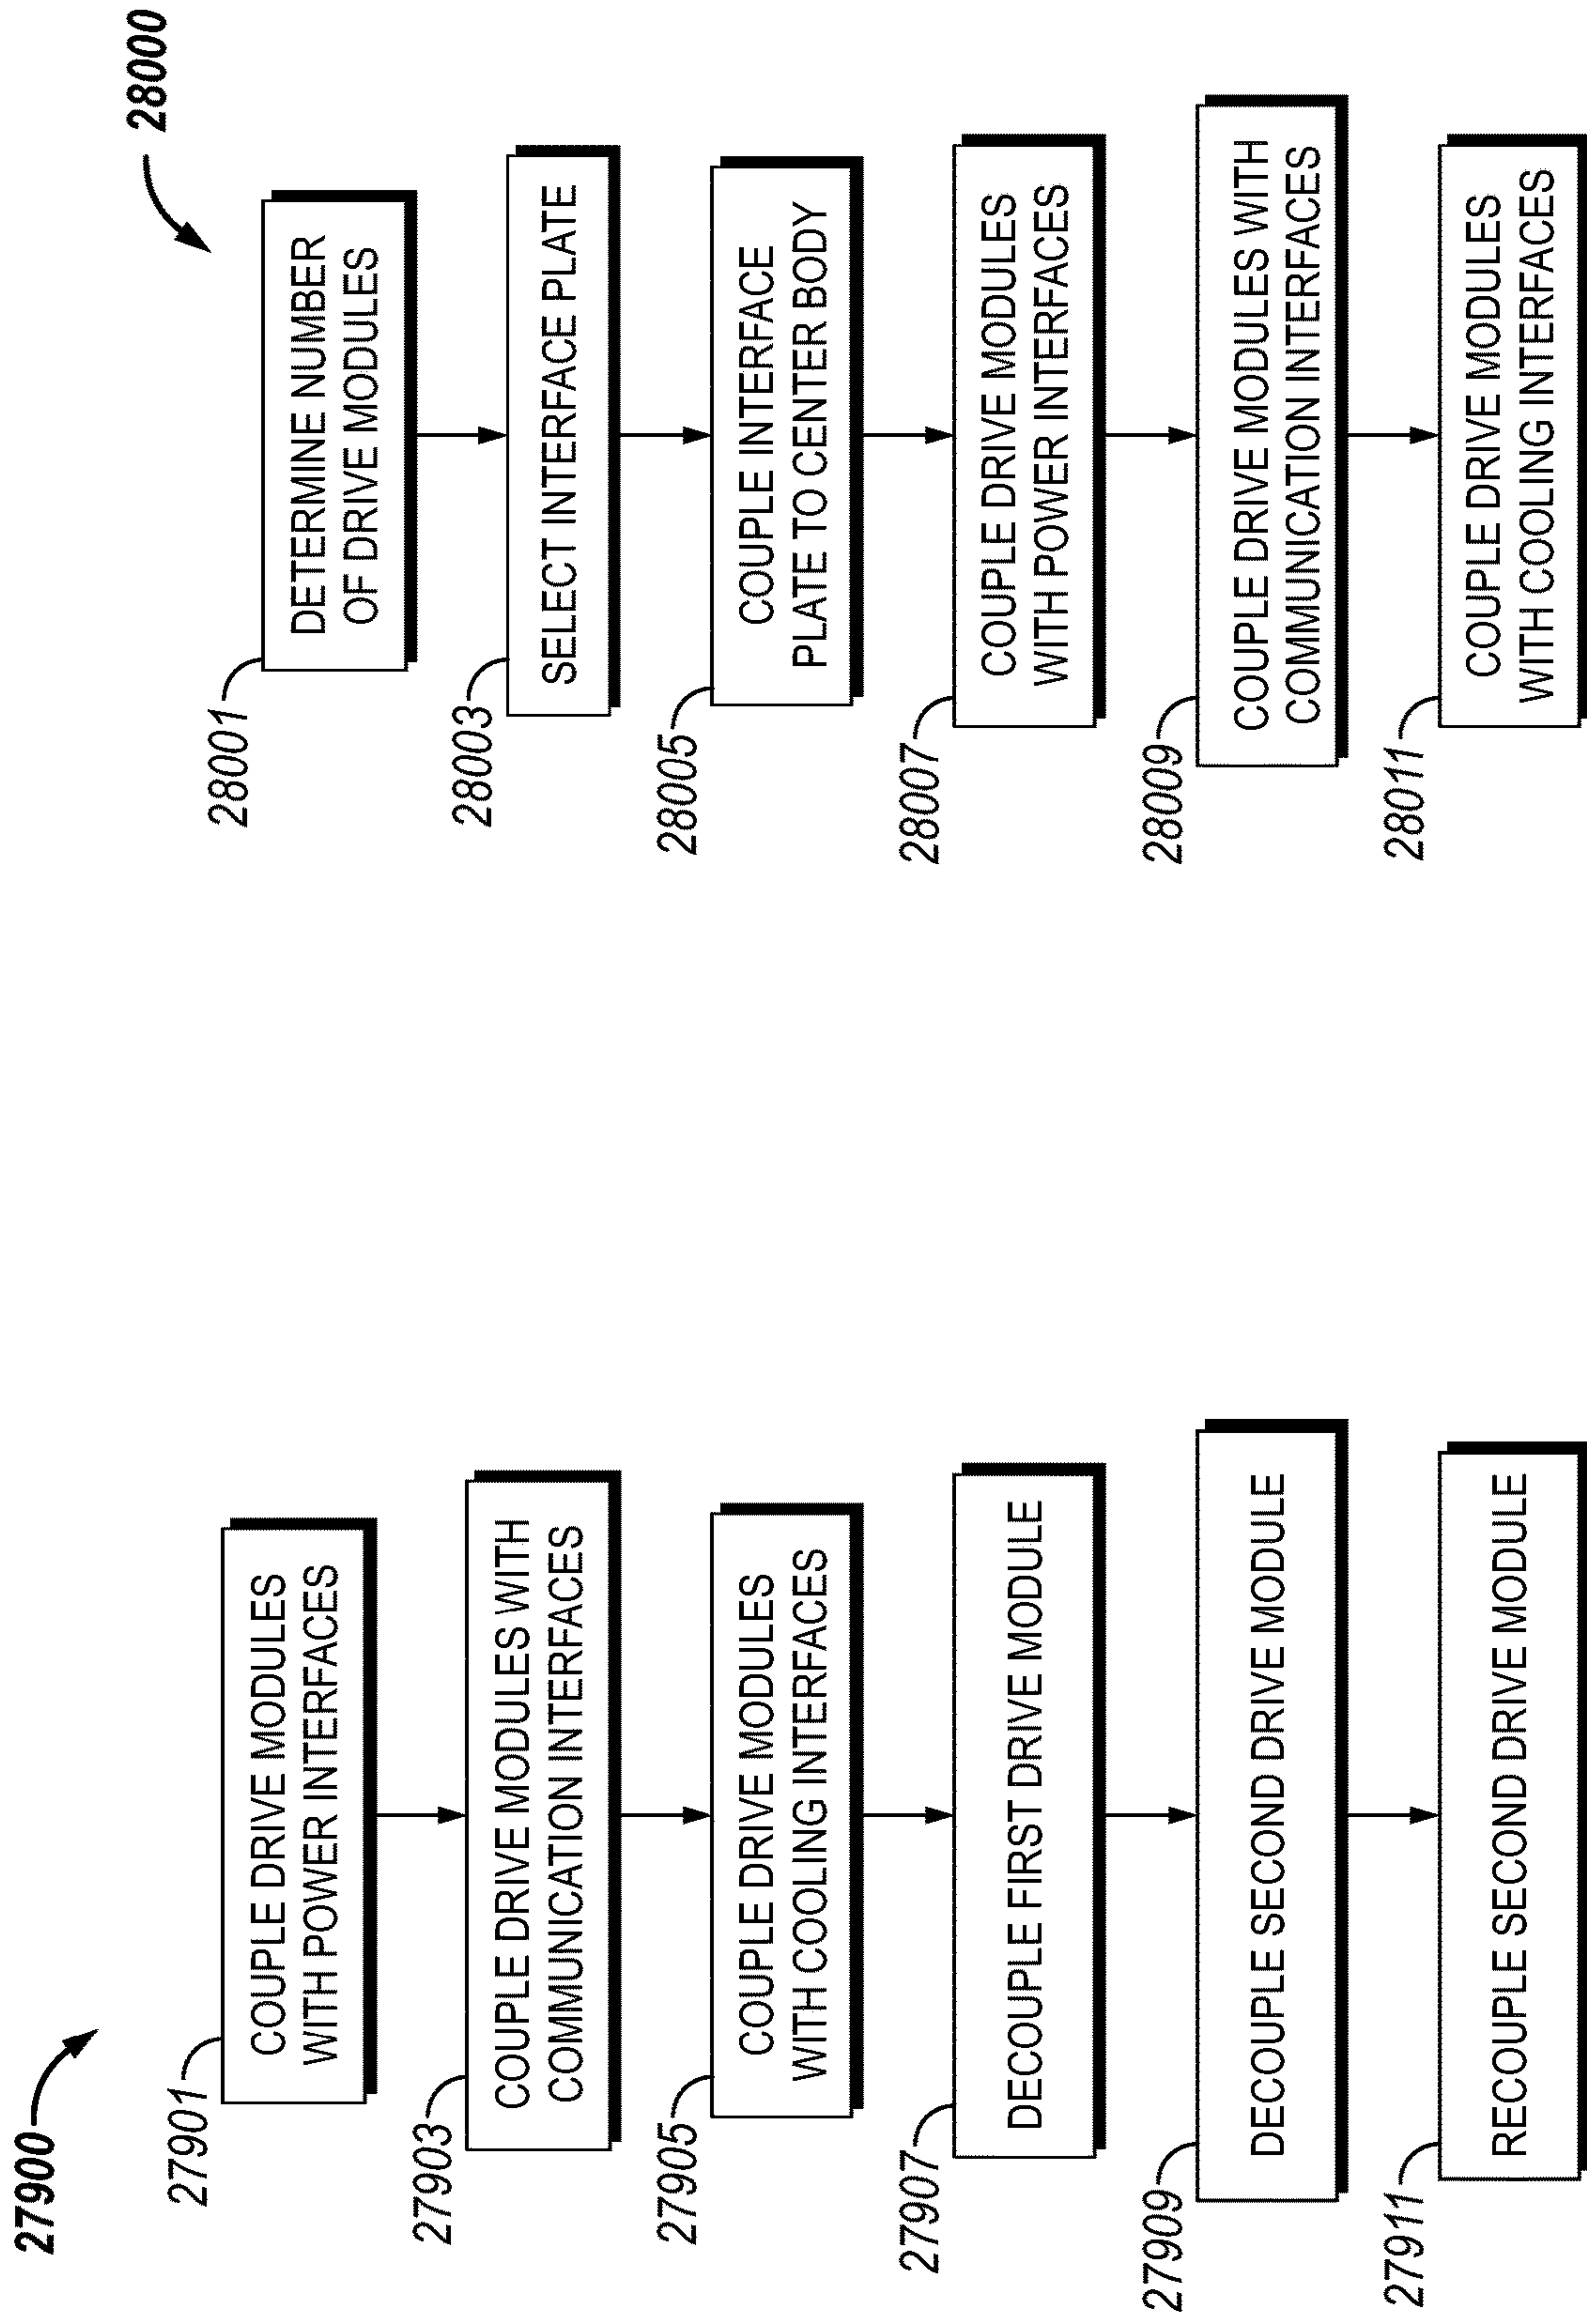 27900
27901
COUPLE DRIVE MODULES
WITH POWER INTERFACES
27903
COUPLE DRIVE MODULES WITH
COMMUNICATION INTERFACES
27905
COUPLE DRIVE MODULES
WITH COOLING INTERFACES
27907
DECOUPLE FIRST DRIVE MODULE
27909
DECOUPLE SECOND DRIVE MODULE
27911
RECOUPLE SECOND DRIVE MODULE
28000
28001
DETERMINE NUMBER
OF DRIVE MODULES
28003
SELECT INTERFACE PLATE
28005
COUPLE INTERFACE
PLATE TO CENTER BODY
28007
COUPLE DRIVE MODULES
WITH POWER INTERFACES
28009
COUPLE DRIVE MODULES WITH
COMMUNICATION INTERFACES
28011
COUPLE DRIVE MODULES
WITH COOLING INTERFACES